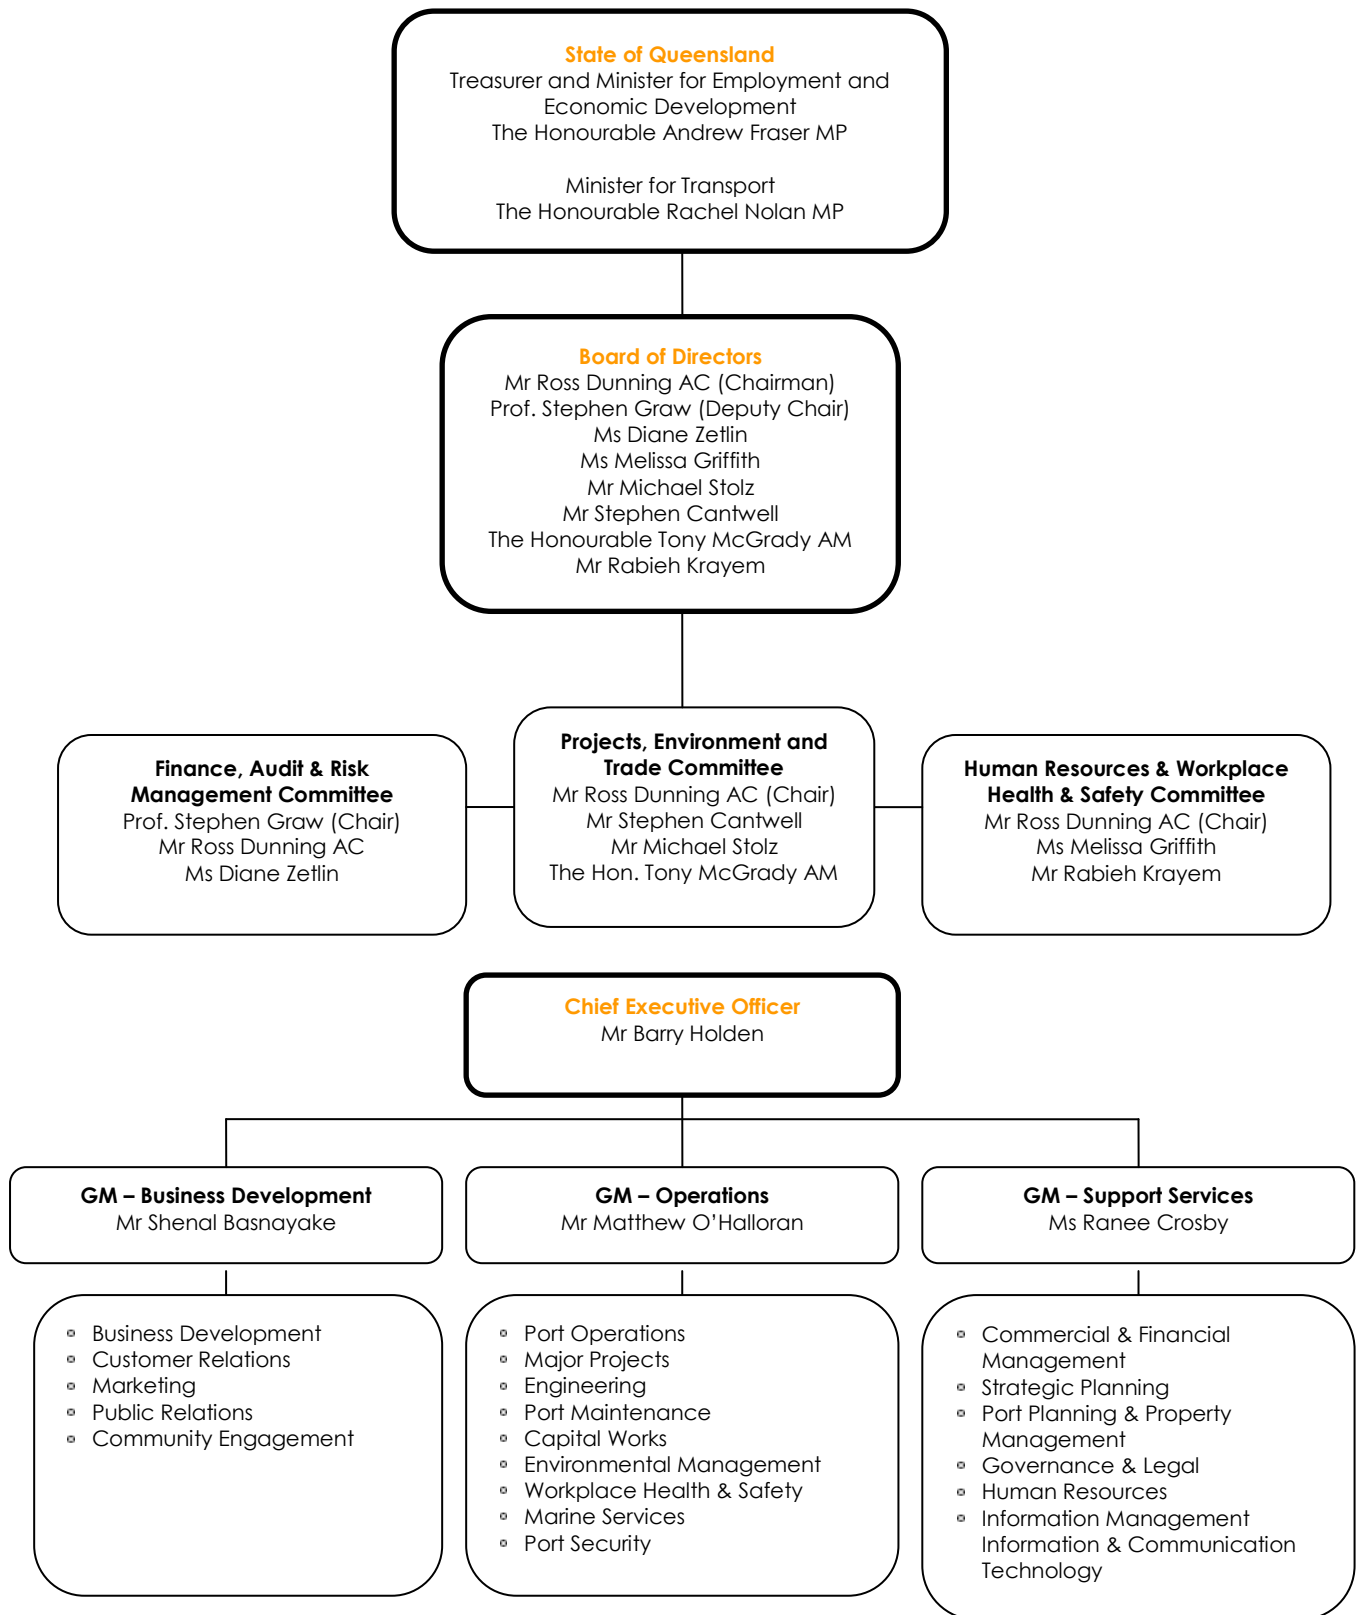 State of Queensland
Treasurer and Minister for Employment and
Economic Development
The Honourable Andrew Fraser MP
Minister for Transport
The Honourable Rachel Nolan MP
Board of Directors
Mr Ross Dunning AC (Chairman)
Prof. Stephen Graw (Deputy Chair)
Ms Diane Zetlin
Ms Melissa Griffith
Mr Michael Stolz
Mr Stephen Cantwell
The Honourable Tony McGrady AM
Mr Rabieh Krayem
Finance, Audit & Risk
Management Committee
Prof. Stephen Graw (Chair)
Mr Ross Dunning AC
Ms Diane Zetlin
Projects, Environment and
Trade Committee
Mr Ross Dunning AC (Chair)
Mr Stephen Cantwell
Mr Michael Stolz
The Hon. Tony McGrady AM
Human Resources & Workplace
Health & Safety Committee
Mr Ross Dunning AC (Chair)
Ms Melissa Griffith
Mr Rabieh Krayem
Chief Executive Officer
Mr Barry Holden
GM – Business Development
Mr Shenal Basnayake
GM – Operations
Mr Matthew O’Halloran
GM – Support Services
Ms Ranee Crosby
Business Development
Customer Relations
Marketing
Public Relations
Community Engagement
Port Operations
Major Projects
Engineering
Port Maintenance
Capital Works
Environmental Management
Workplace Health & Safety
Marine Services
Port Security
Commercial & Financial
Management
Strategic Planning
Port Planning & Property
Management
Governance & Legal
Human Resources
Information Management
Information & Communication
Technology